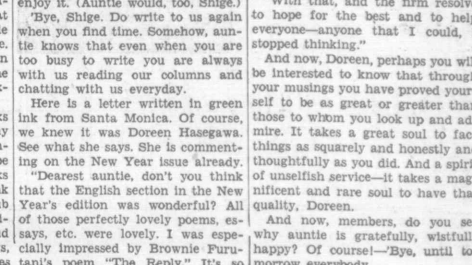 enjoy it. (Auntie would, too, Shige.)
'Bye, Shige. Do write to us again
when you find time. Somehow, aun-
tie knows that even when you are
too busy to write you are always
with us reading our columns and
chatting with us everyday.
Here is a letter written in green
ink from Santa Monica. Of course,
we knew it was Doreen Hasegawa.
See what she says. She is comment-
ing on the New Year issue already.
"Dearest auntie, don't you think
that the English section in the New
Year's edition was wonderful? All
of those perfectly lovely poems, es-
says, etc. were lovely. I was espe-
cially impressed by Brownie Furu-
tani's poem "The Reply." It's so
With that, and the firm resolv
to hope for the best and to hel
everyone—anyone that I could,
stopped thinking."
And now, Doreen, perhaps you wil
be interested to know that throug
your musings you have proved your
self to be as great or greater tha
those to whom you look up and ad
mire. It takes a great soul to fac
things as squarely and honestly an
thoughtfully as you did. And a spiri
of unselfish service—it takes a mag
nificent and rare soul to have tha
quality, Doreen.
And now, members, do you se
why auntie is gratefully, wistfull
happy? Of course!—'Bye, until to
morrow everybody.